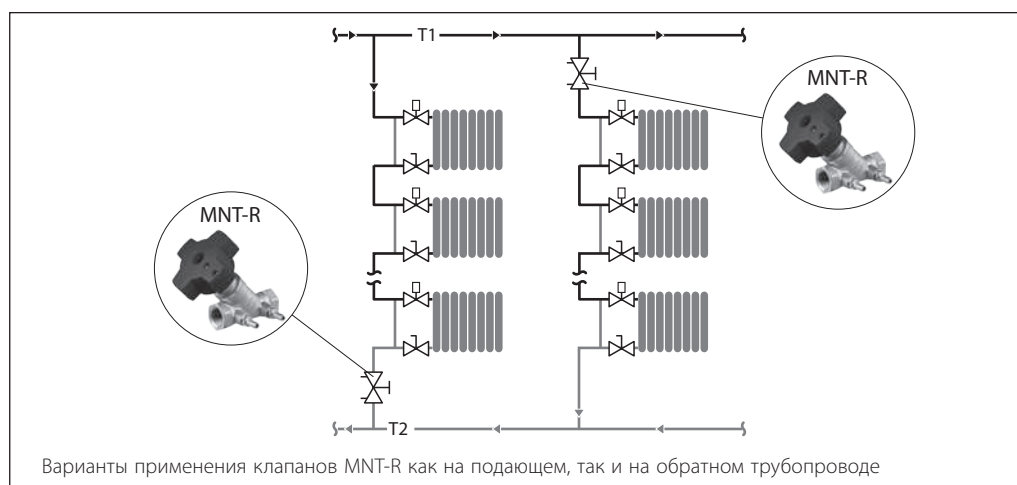 T1
MNT-R
MNT-R
T2
Варианты применения клапанов MNT-R как на подающем, так и на обратном трубопроводе